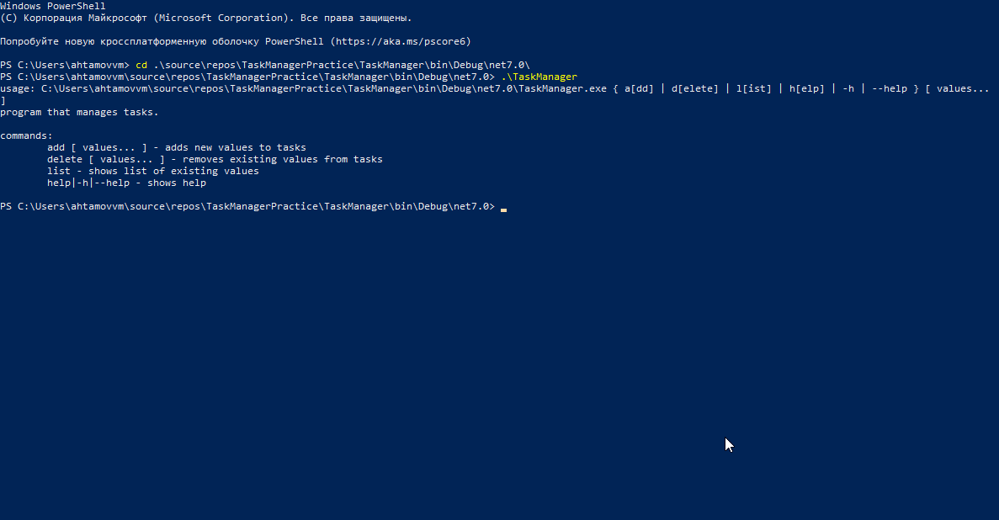 Windows PowerShell
(C) Корпорация Майкрософт (Microsoft Corporation). Все права защищены.
Попробуйте новую кроссплатформенную оболочку PowerShell (https://aka.ms/pscore6)
PS C:\Users\ahtamovvm> cd .\source\repos\TaskManagerPractice\TaskManager\bin\Debug\net7.0\
PS C:\Users\ahtamovvm\source\repos\TaskManagerPractice\TaskManager\bin\Debug\net7.0> .\TaskManager
usage: C:\Users\ahtamovvm\source\repos\TaskManagerPractice\TaskManager\bin\Debug\net7.0\TaskManager.exe { a[dd] | d[elete] | l[ist] | h[elp] | -h | --help } [ values...
]
program that manages tasks.
commands:
add [ values... ] - adds new values to tasks
delete [ values... ] - removes existing values from tasks
list - shows list of existing values
help|-h|--help - shows help
PS C:\Users\ahtamovvm\source\repos\TaskManagerPractice\TaskManager\bin\Debug\net7.0>